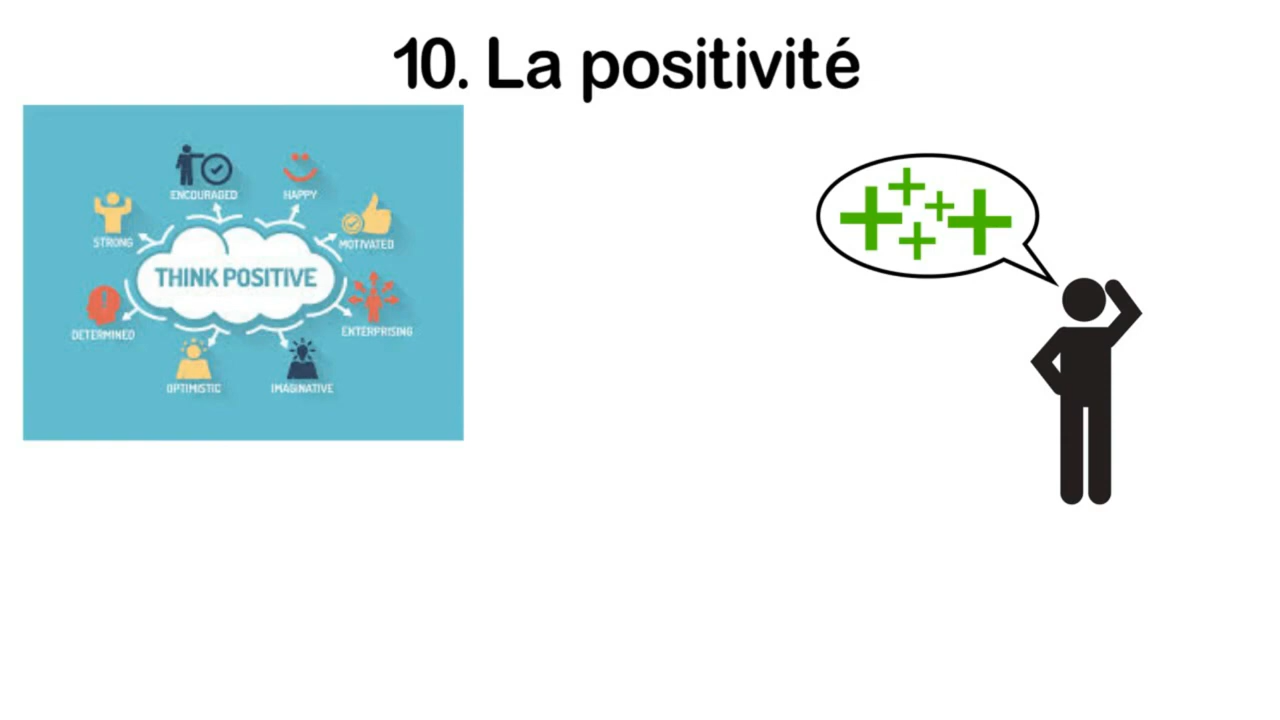 10. La positivité
ENCOURAGED
HAPPY
STRONG
MOTIVATED
THINK POSITIVE
DETERMINED
ENTERPRISING
OPTIMISTIC
IMAGINATIVE